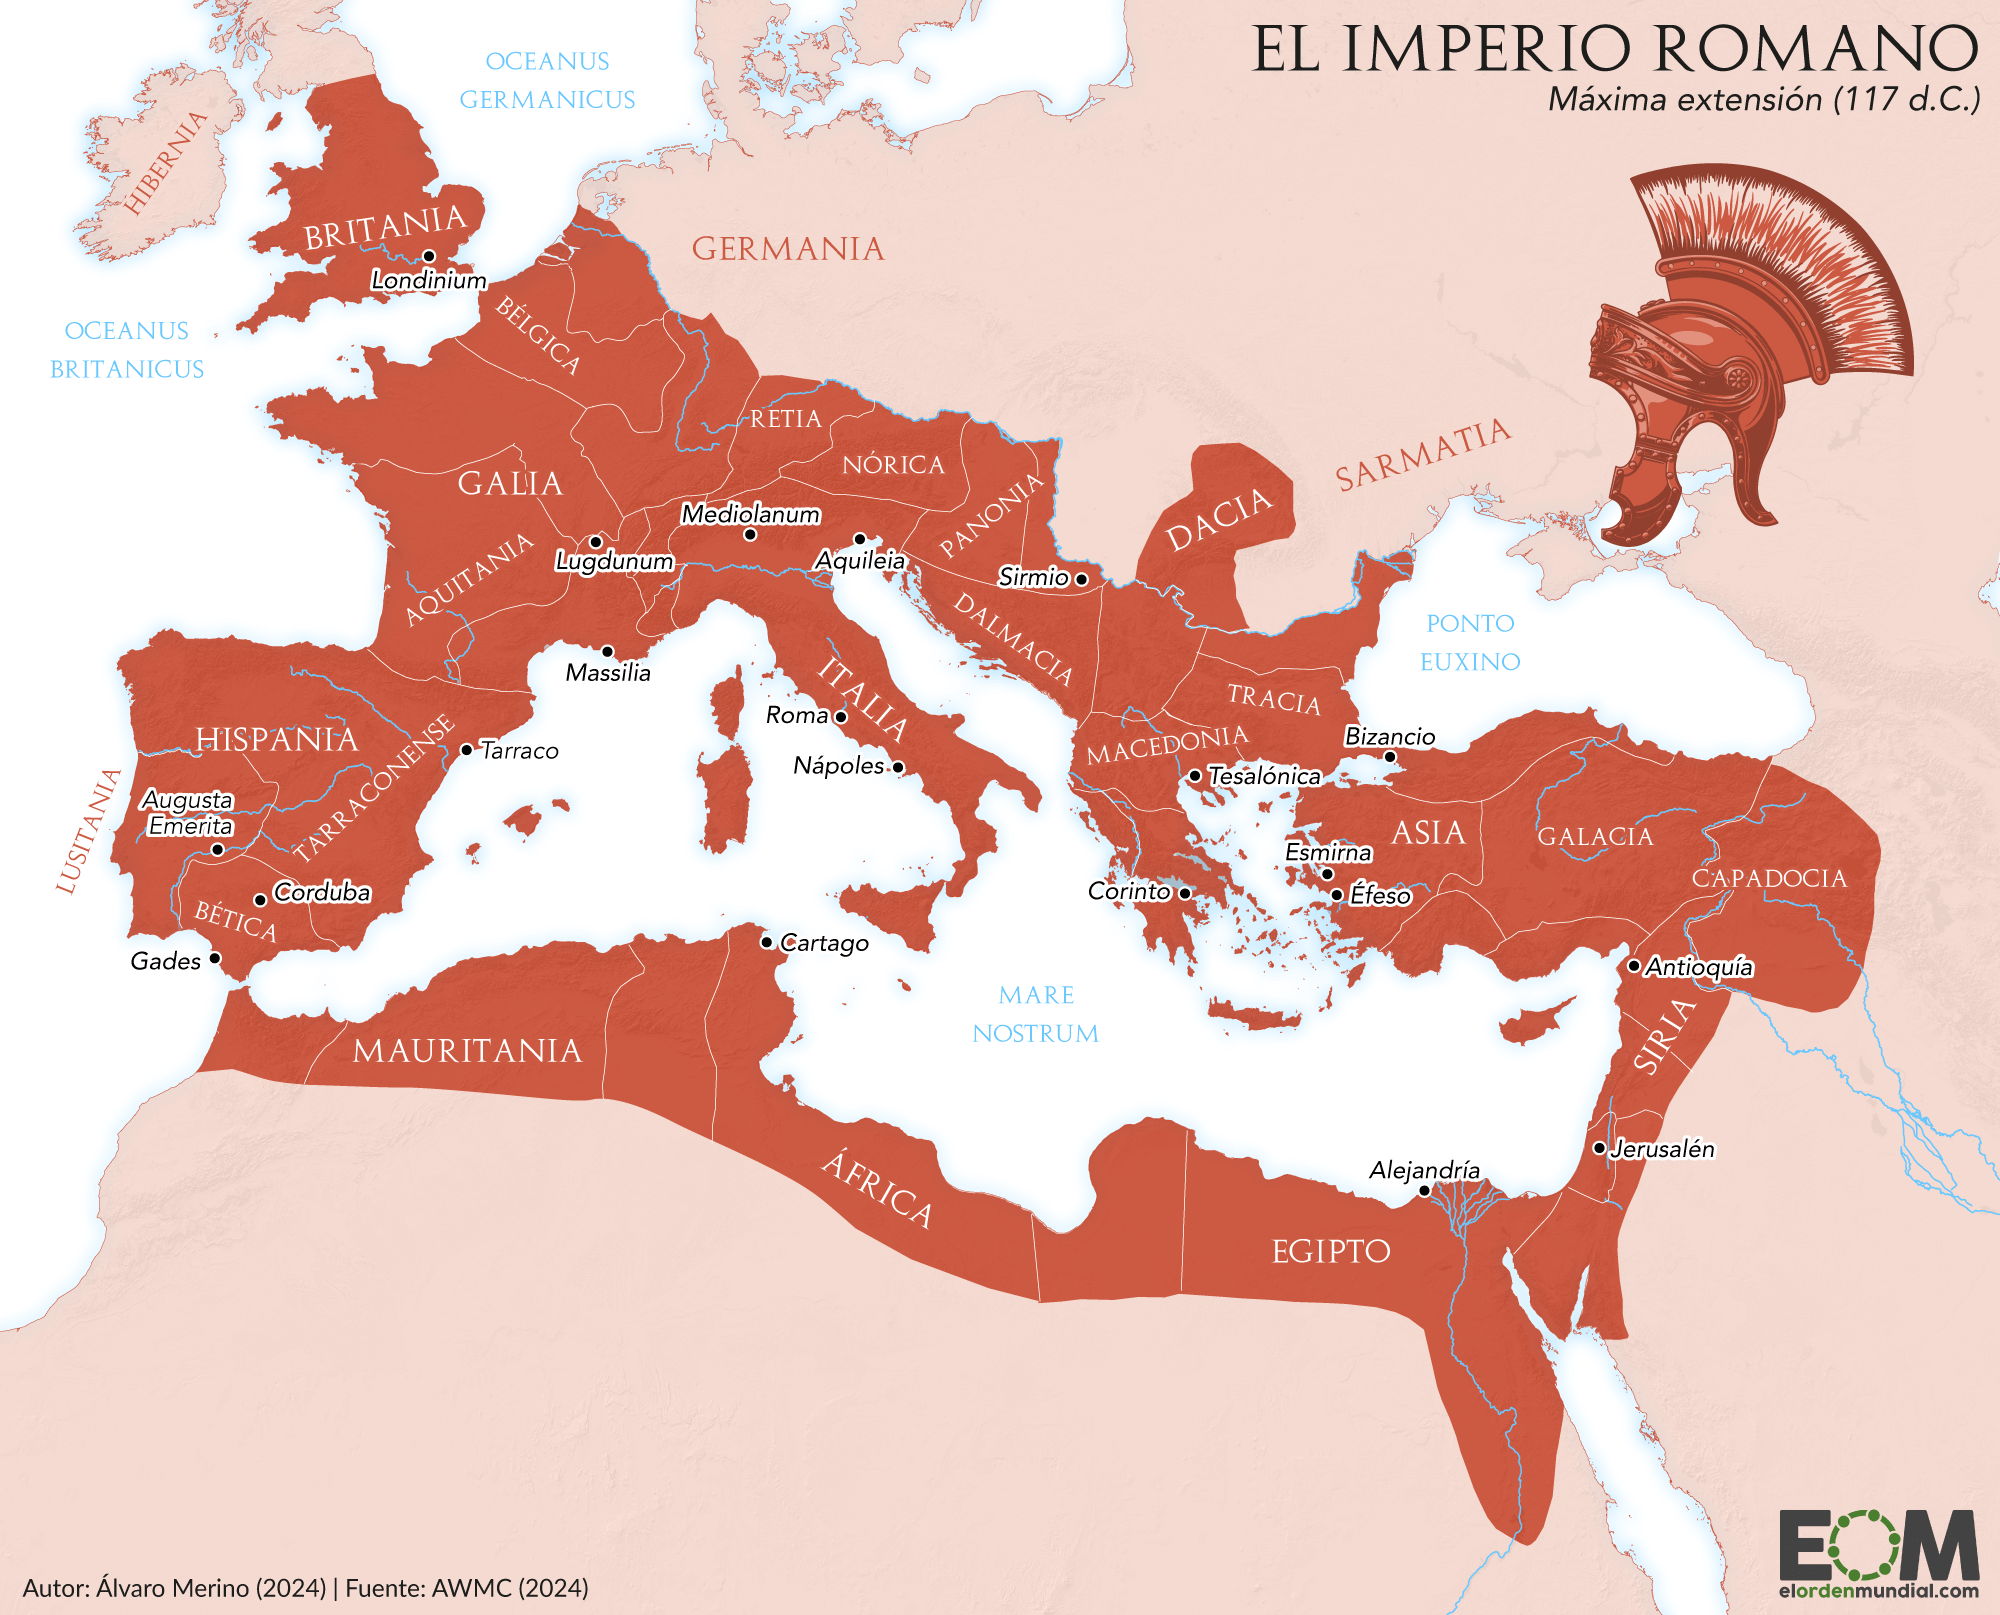 EL IMPERIO ROMANO
Máxima extensión (117 d.C.)
OCEANUS
GERMANICUS
HIBERNIA
BRITANIA
Londinium
GERMANIA
OCEANUS
BRITANICUS
BÉLGICA
RETIA
NÓRICA
SARMATIA
GALIA
PANONIA
DACIA
Mediolanum
Lugdunum
Aquileia
AQUITANIA
Sirmio
DALMACIA
PONTO
EUXINO
Massilia
ITALIA
TRACIA
Roma
HISPANIA
TARRACONENSE
Tarraco
MACEDONIA
Bizancio
Nápoles
Tesalónica
LUSITANIA
Augusta
Emerita
ASIA
GALACIA
Esmirna
CAPADOCIA
Corduba
Corinto
Éfeso
BÉTICA
Gades
Cartago
Antioquía
MARE
NOSTRUM
SIRIA
MAURITANIA
Jerusalén
ÁFRICA
Alejandría
EGIPTO
EOM
elordenmundial.com
Autor: Álvaro Merino (2024) | Fuente: AWMC (2024)